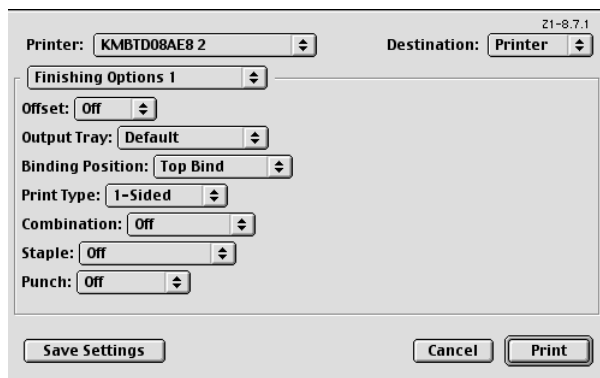 Z1-8.7.1
Printer: KMBTD08AE8 2 Destination: Printer
Finishing Options 1
Offset: Off
Output Tray: Default
Binding Position: Top Bind
Print Type: 1-Sided
Combination: Off
Staple: Off
Punch: Off
Save Settings Cancel Print